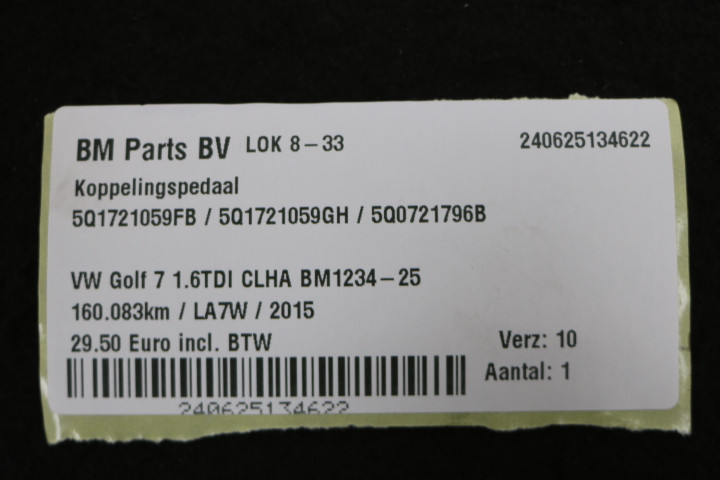 BM Parts BV LOK 8-33 240625134622
Koppelingspedaal
5Q1721059FB / 5Q1721059GH / 5Q0721796B
VW Golf 7 1.6TDI CLHA BM1234-25
160.083km / LA7W / 2015
29.50 Euro incl. BTW Verz: 10
Aantal: 1
240625134622